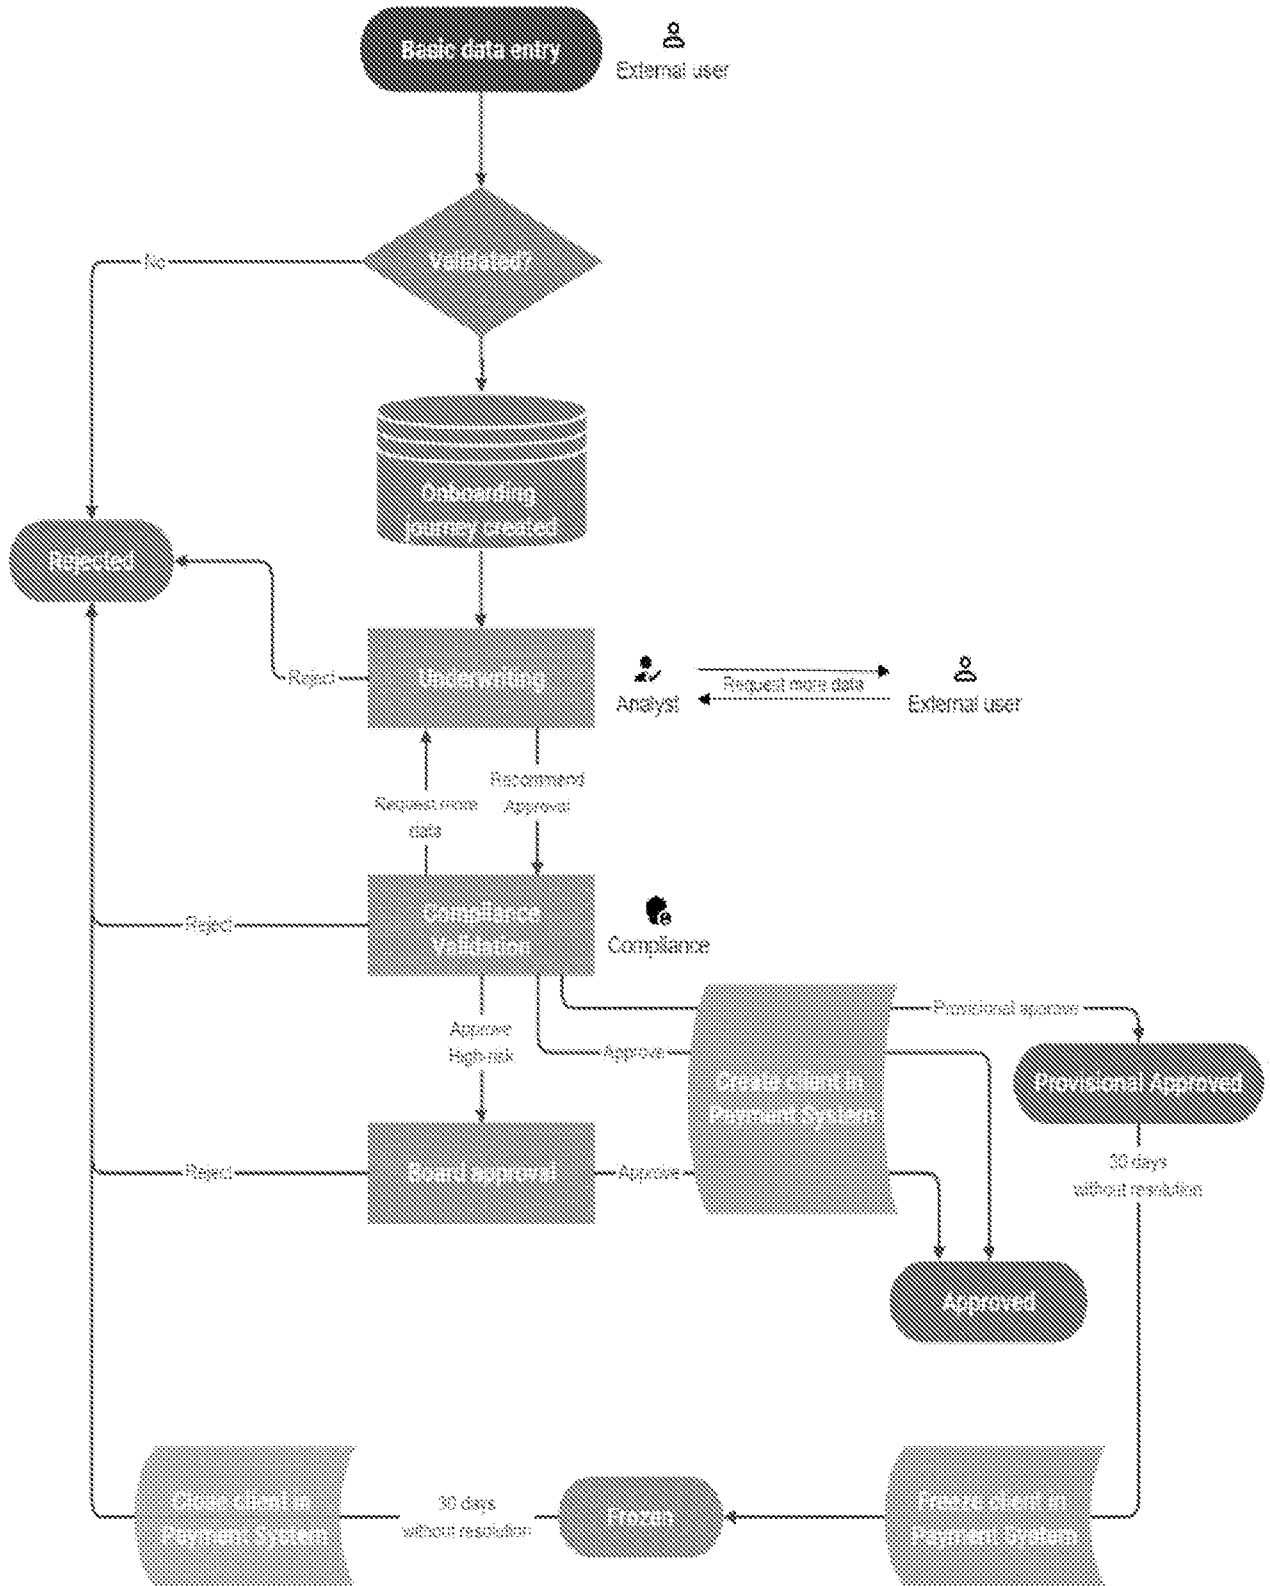 Basic data entry
External user
Validated?
No
Onboarding
journey created
Rejected
Underwriting
Reject
Analyst
Request more data
External user
Recommend
Approval
Request more
data
Compliance
Validation
Reject
Compliance
Approve
High-risk
Approve
Create client in
Payment System
Provisional approve
Provisional Approved
Board approval
Reject
Approve
30 days
without resolution
Approved
Close client in
Payment System
30 days
without resolution
Frozen
Freeze client in
Payment System